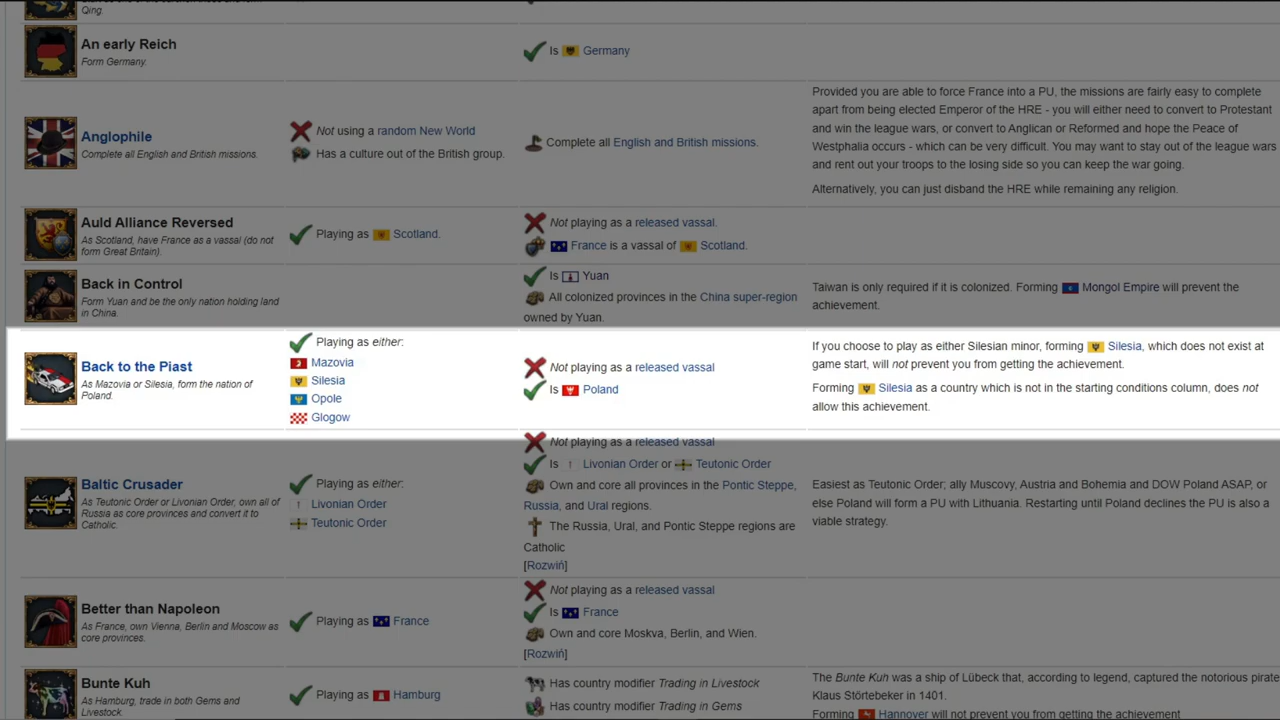 Qing.
An early Reich
Form Germany.
Is Germany
Anglophile
Complete all English and British missions.
Not using a random New World
Has a culture out of the British group.
Complete all English and British missions.
Provided you are able to force France into a PU, the missions are fairly easy to complete
apart from being elected Emperor of the HRE - you will either need to convert to Protestant
and win the league wars, or convert to Anglican or Reformed and hope the Peace of
Westphalia occurs - which can be very difficult. You may want to stay out of the league wars
and rent out your troops to the losing side so you can keep the war going.
Alternatively, you can just disband the HRE while remaining any religion.
Auld Alliance Reversed
As Scotland, have France as a vassal (do not
form Great Britain).
Playing as Scotland.
Not playing as a released vassal.
France is a vassal of Scotland.
Back in Control
Form Yuan and be the only nation holding land
in China.
Is Yuan
All colonized provinces in the China super-region
owned by Yuan.
Taiwan is only required if it is colonized. Forming Mongol Empire will prevent the
achievement.
Back to the Piast
As Mazovia or Silesia, form the nation of
Poland.
Playing as either:
Mazovia
Silesia
Opole
Glogow
Not playing as a released vassal
Is Poland
If you choose to play as either Silesian minor, forming Silesia, which does not exist at
game start, will not prevent you from getting the achievement.
Forming Silesia as a country which is not in the starting conditions column, does not
allow this achievement.
Baltic Crusader
As Teutonic Order or Livonian Order, own all of
Russia as core provinces and convert it to
Catholic.
Playing as either:
Livonian Order
Teutonic Order
Not playing as a released vassal
Is Livonian Order or Teutonic Order
Own and core all provinces in the Pontic Steppe,
Russia, and Ural regions.
The Russia, Ural, and Pontic Steppe regions are
Catholic
[Rozwiń]
Easiest as Teutonic Order; ally Muscovy, Austria and Bohemia and DOW Poland ASAP, or
else Poland will form a PU with Lithuania. Restarting until Poland declines the PU is also a
viable strategy.
Better than Napoleon
As France, own Vienna, Berlin and Moscow as
core provinces.
Playing as France
Not playing as a released vassal
Is France
Own and core Moskva, Berlin, and Wien.
[Rozwiń]
Bunte Kuh
As Hamburg, trade in both Gems and
Livestock.
Playing as Hamburg
Has country modifier Trading in Livestock
Has country modifier Trading in Gems
The Bunte Kuh was a ship of Lübeck that, according to legend, captured the notorious pirate
Klaus Störtebeker in 1401.
Forming Hannover will not prevent you from getting the achievement